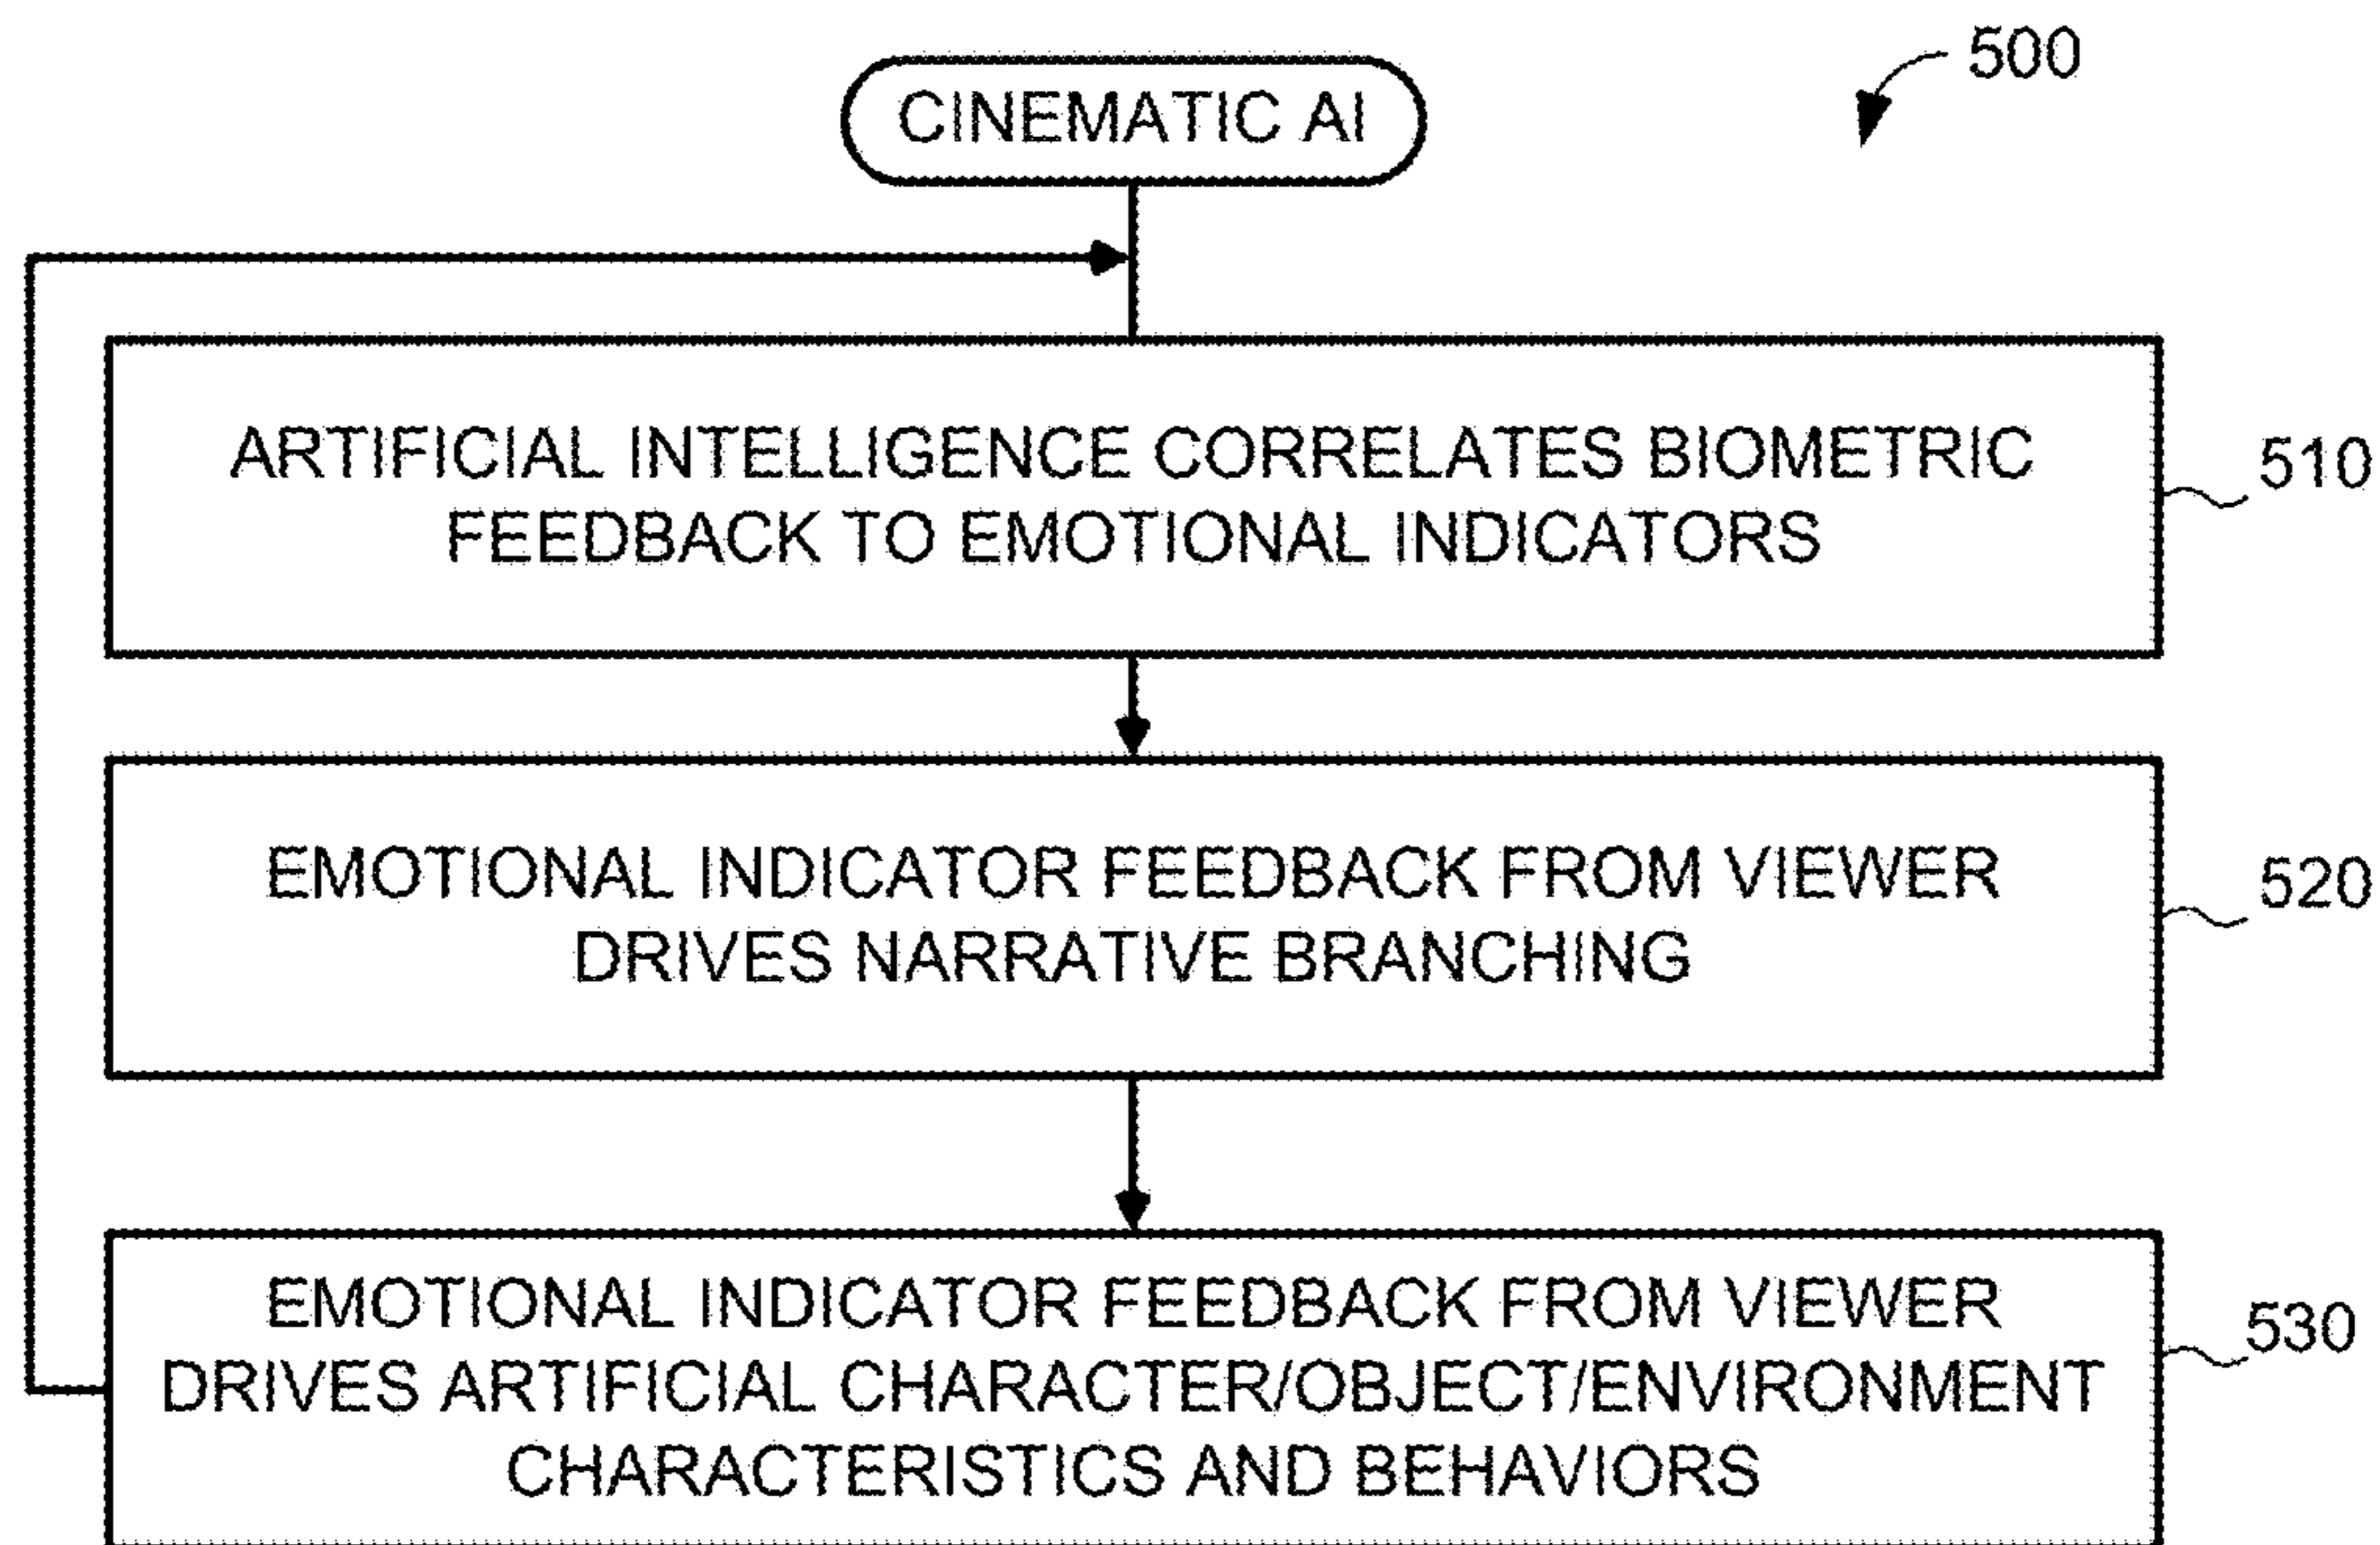 500
CINEMATIC AI
ARTIFICIAL INTELLIGENCE CORRELATES BIOMETRIC
FEEDBACK TO EMOTIONAL INDICATORS
510
EMOTIONAL INDICATOR FEEDBACK FROM VIEWER
DRIVES NARRATIVE BRANCHING
520
EMOTIONAL INDICATOR FEEDBACK FROM VIEWER
DRIVES ARTIFICIAL CHARACTER/OBJECT/ENVIRONMENT
CHARACTERISTICS AND BEHAVIORS
530